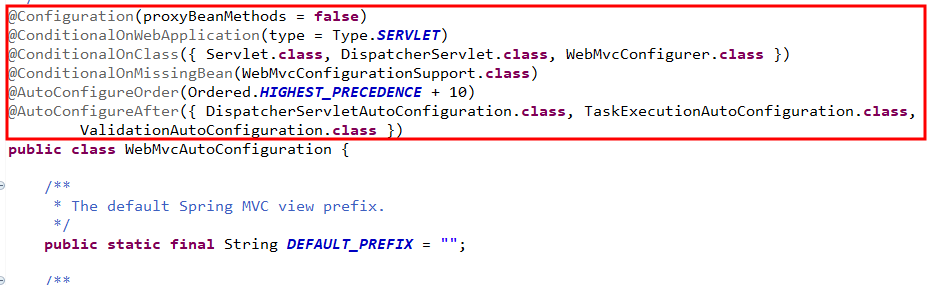 @Configuration(proxyBeanMethods = false)
@ConditionalOnWebApplication(type = Type.SERVLET)
@ConditionalOnClass({ Servlet.class, DispatcherServlet.class, WebMvcConfigurer.class })
@ConditionalOnMissingBean(WebMvcConfigurationSupport.class)
@AutoConfigureOrder(Ordered.HIGHEST_PRECEDENCE + 10)
@AutoConfigureAfter({ DispatcherServletAutoConfiguration.class, TaskExecutionAutoConfiguration.class,
ValidationAutoConfiguration.class })
public class WebMvcAutoConfiguration {
/**
* The default Spring MVC view prefix.
*/
public static final String DEFAULT_PREFIX = "";
/**